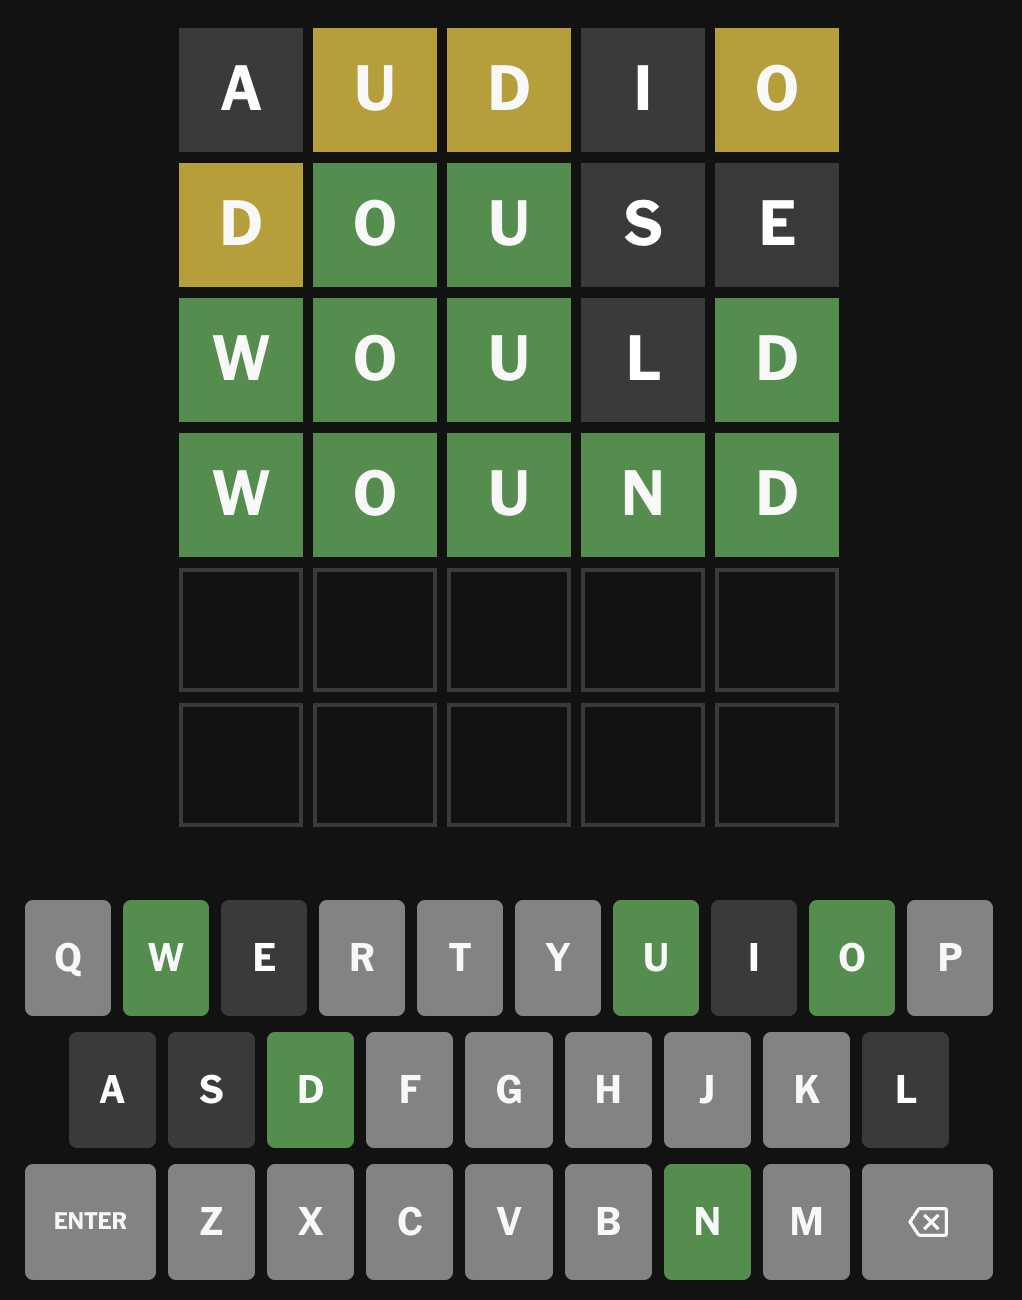 A U D I O
D O U S E
W O U L D
W O U N D
Q W E R T Y U I O P
A S D F G H J K L
ENTER Z X C V B N M